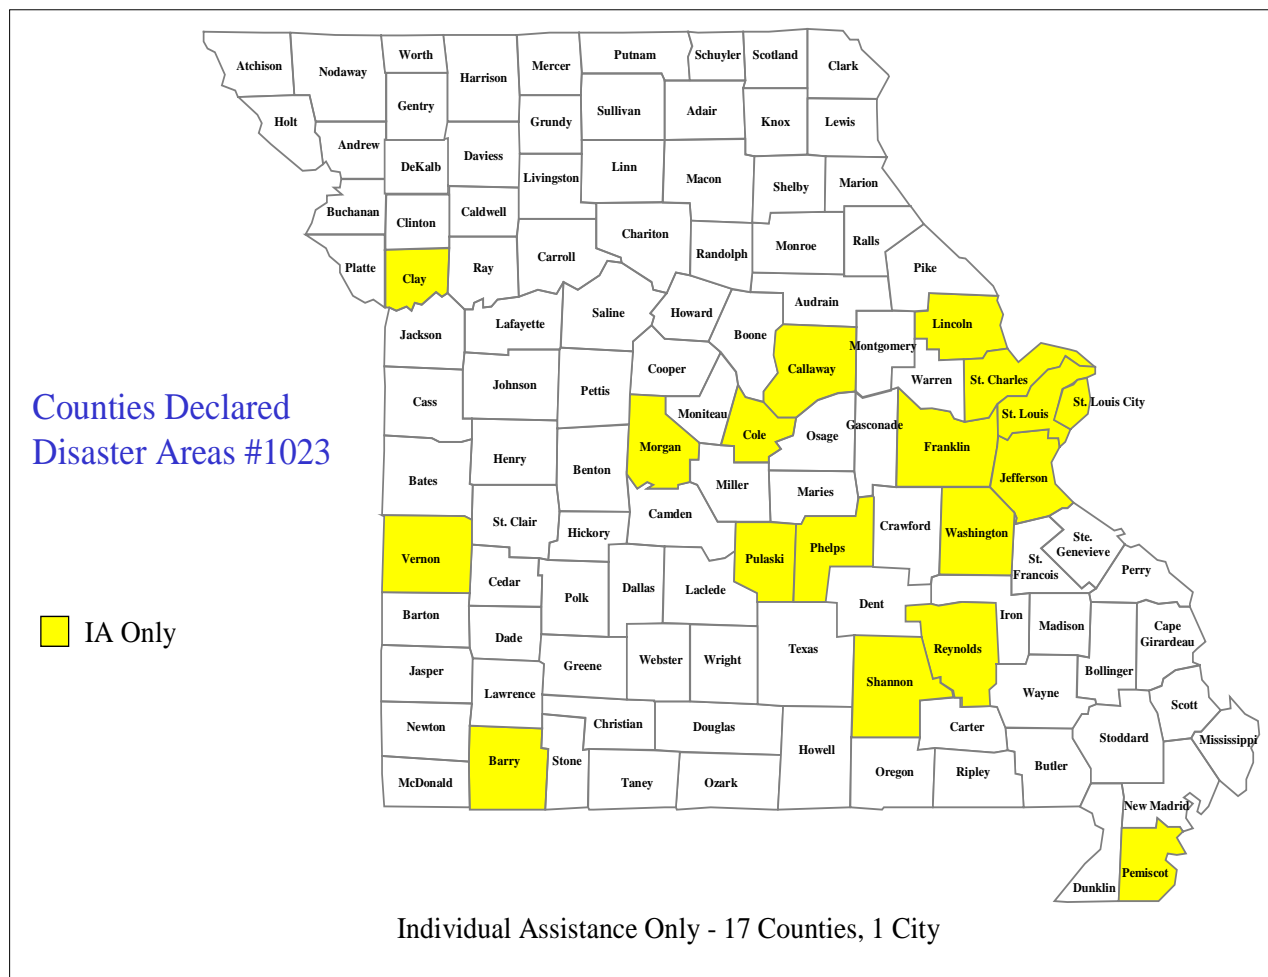 Worth
Putnam
Schuyler
Scotland
Atchison
Nodaway
Harrison
Mercer
Clark
Gentry
Sullivan
Adair
Holt
Grundy
Knox
Lewis
Andrew
DeKalb
Daviess
Livingston
Linn
Macon
Shelby
Marion
Buchanan
Clinton
Caldwell
Chariton
Randolph
Monroe
Ralls
Platte
Clay
Ray
Carroll
Pike
Audrain
Jackson
Lafayette
Saline
Howard
Boone
Lincoln
Montgomery
Cooper
Callaway
Warren
St. Charles
Cass
Johnson
Pettis
St. Louis City
Counties Declared
Disaster Areas #1023
Moniteau
St. Louis
Morgan
Cole
Osage
Gasconade
Franklin
Henry
Benton
Bates
Miller
Maries
Jefferson
St. Clair
Camden
Crawford
Hickory
Washington
Ste.
Genevieve
Vernon
Pulaski
Phelps
St.
Francois
Perry
Cedar
Polk
Dallas
Laclede
Dent
Barton
Iron
Madison
Cape
Girardeau
IA Only
Dade
Greene
Webster
Wright
Texas
Reynolds
Jasper
Lawrence
Shannon
Wayne
Bollinger
Scott
Newton
Christian
Douglas
Carter
Stoddard
Mississippi
Barry
Stone
Howell
McDonald
Taney
Ozark
Oregon
Ripley
Butler
New Madrid
Dunklin
Pemiscot
Individual Assistance Only - 17 Counties, 1 City